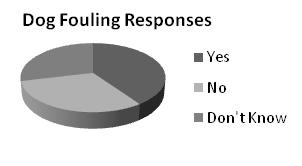 Dog Fouling Responses
Yes
No
Don't Know